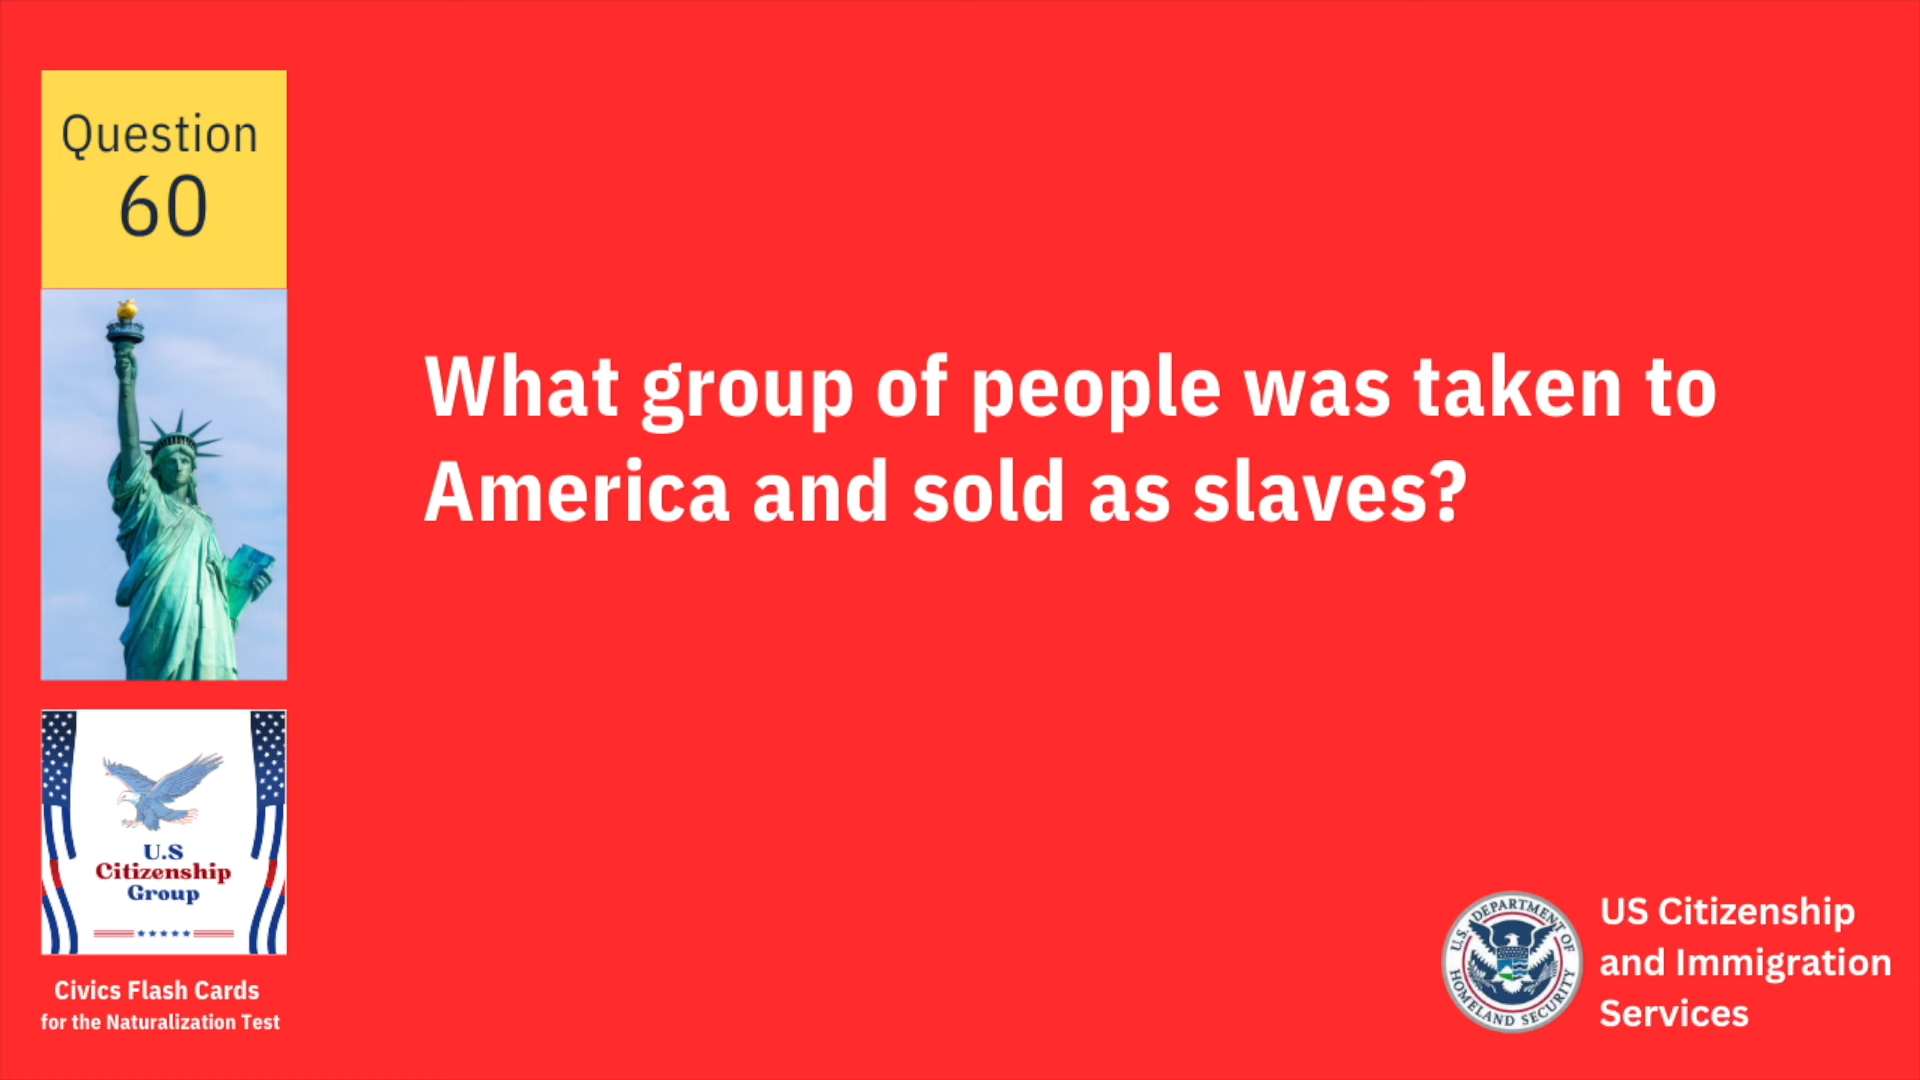 Question
60
What group of people was taken to
America and sold as slaves?
U.S
Citizenship
Group
Civics Flash Cards
for the Naturalization Test
U.S. DEPARTMENT OF
HOMELAND SECURITY
US Citizenship
and Immigration
Services